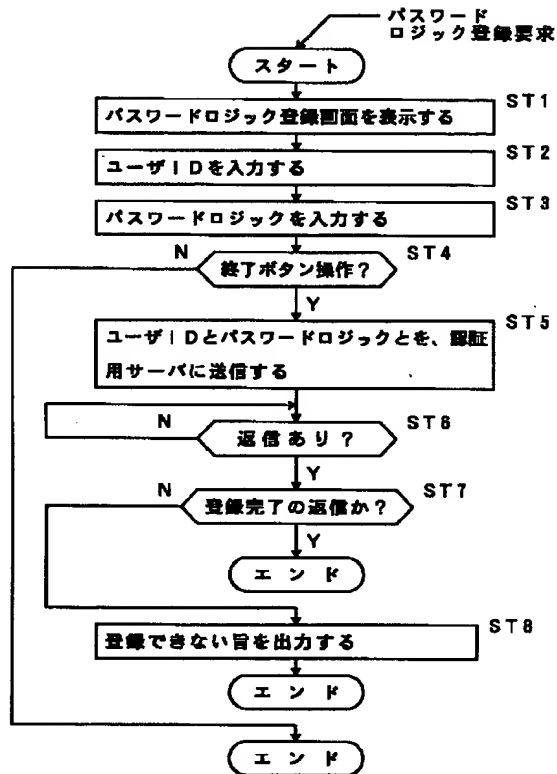 パスワード
ロジック登録要求
スタート
ST1
パスワードロジック登録画面を表示する
ST2
ユーザIDを入力する
ST3
パスワードロジックを入力する
N
ST4
終了ボタン操作?
Y
ST5
ユーザIDとパスワードロジックとを、認証
用サーバに送信する
N
ST6
返信あり?
Y
N
ST7
登録完了の返信か?
Y
エンド
ST8
登録できない旨を出力する
エンド
エンド